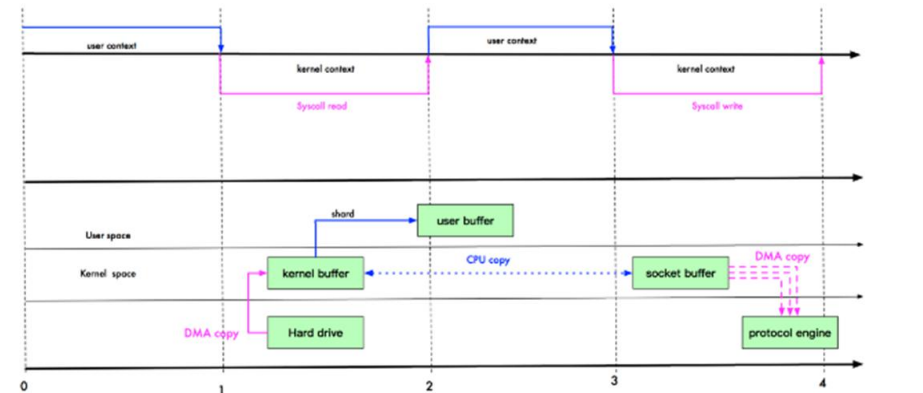 user context
user context
kernel context
kernel context
Syscall read
Syscall write
shard
user buffer
User space
CPU copy
DMA copy
Kernel space
kernel buffer
socket buffer
DMA copy
Hard drive
protocol engine
0
1
2
3
4